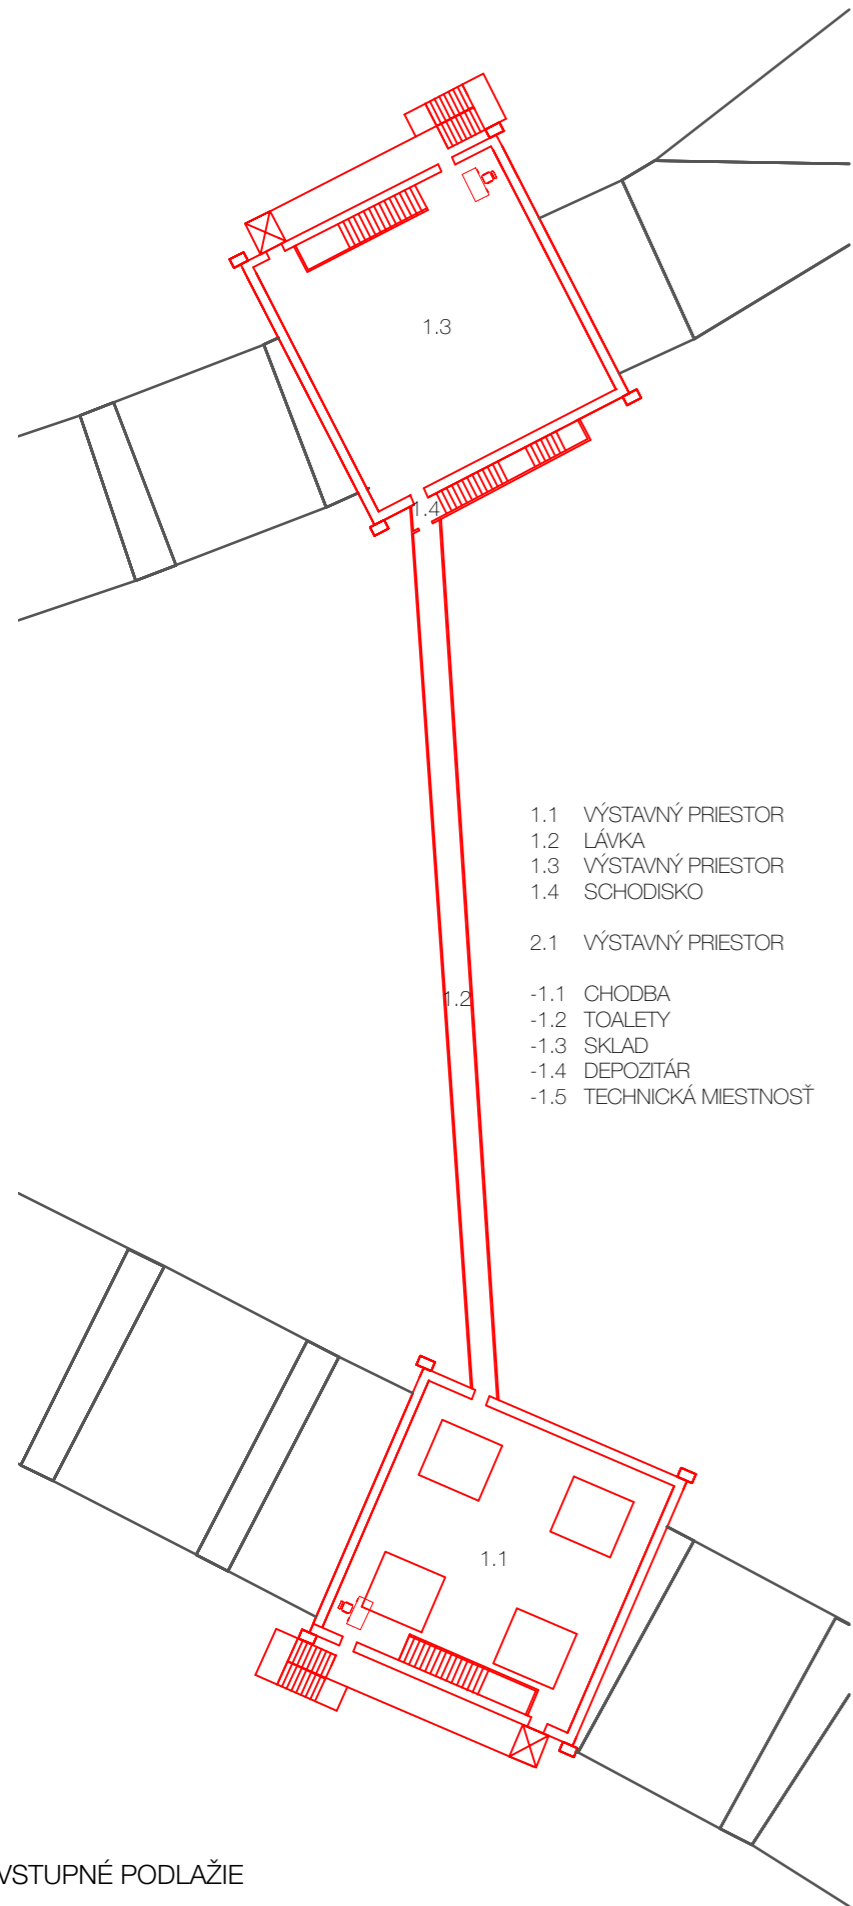 1.3
1.4
1.1 VÝSTAVNÝ PRIESTOR
1.2 LÁVKA
1.3 VÝSTAVNÝ PRIESTOR
1.4 SCHODISKO
2.1 VÝSTAVNÝ PRIESTOR
-1.1 CHODBA
-1.2 TOALETY
-1.3 SKLAD
-1.4 DEPOZITÁR
-1.5 TECHNICKÁ MIESTNOSŤ
1.2
1.1
VSTUPNÉ PODLAŽIE